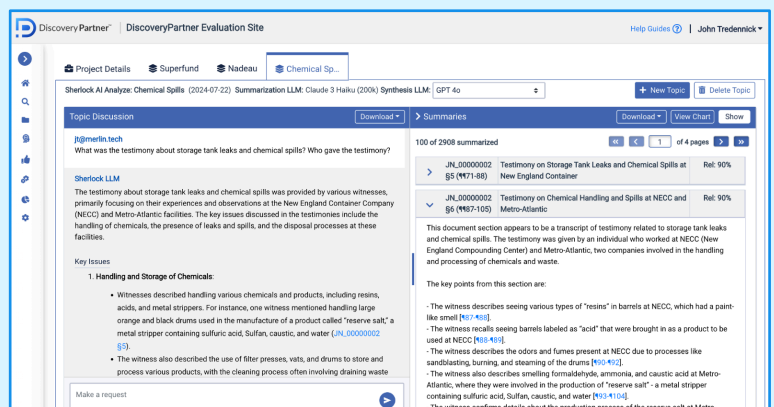 DiscoveryPartner™ DiscoveryPartner Evaluation Site
Help Guides ? | John Tredennick
Project Details Superfund Nadeau Chemical Sp...
Sherlock AI Analyze: Chemical Spills (2024-07-22) Summarization LLM: Claude 3 Haiku (200k) Synthesis LLM: GPT 4o
+ New Topic Delete Topic
Topic Discussion
Download
jt@merlin.tech
What was the testimony about storage tank leaks and chemical spills? Who gave the testimony?
Sherlock LLM
The testimony about storage tank leaks and chemical spills was provided by various witnesses,
primarily focusing on their experiences and observations at the New England Container Company
(NECC) and Metro-Atlantic facilities. The key issues discussed in the testimonies include the
handling of chemicals, the presence of leaks and spills, and the disposal processes at these
facilities.
Key Issues
1. Handling and Storage of Chemicals:
• Witnesses described handling various chemicals and products, including resins,
acids, and metal strippers. For instance, one witness mentioned handling large
orange and black drums used in the manufacture of a product called "reserve salt," a
metal stripper containing sulfuric acid, Sulfan, caustic, and water (JN_00000002
§5).
• The witness also described the use of filter presses, vats, and drums to store and
process various products, with the cleaning process often involving draining waste
Make a request
Summaries
Download View Chart Show
100 of 2908 summarized
« < 1 of 4 pages > »
JN_00000002 Testimony on Storage Tank Leaks and Chemical Spills at Rel: 90%
§5 (¶¶71-88) New England Container
JN_00000002 Testimony on Chemical Handling and Spills at NECC and Rel: 90%
§6 (¶¶87-105) Metro-Atlantic
This document section appears to be a transcript of testimony related to storage tank leaks
and chemical spills. The testimony was given by an individual who worked at NECC (New
England Compounding Center) and Metro-Atlantic, two companies involved in the handling
and processing of chemicals and waste.
The key points from this section are:
- The witness describes seeing various types of "resins" in barrels at NECC, which had a paint-
like smell [¶87-¶88].
- The witness recalls seeing barrels labeled as "acid" that were brought in as a product to be
used at NECC [¶88-¶89].
- The witness describes the odors and fumes present at NECC due to processes like
sandblasting, burning, and steaming of the drums [¶90-¶92].
- The witness also describes smelling formaldehyde, ammonia, and caustic acid at Metro-
Atlantic, where they were involved in the production of "reserve salt" - a metal stripper
containing sulfuric acid, Sulfan, caustic, and water [¶93-¶104].
- The witness confirms details about the production process of the reserve salt at Metro-